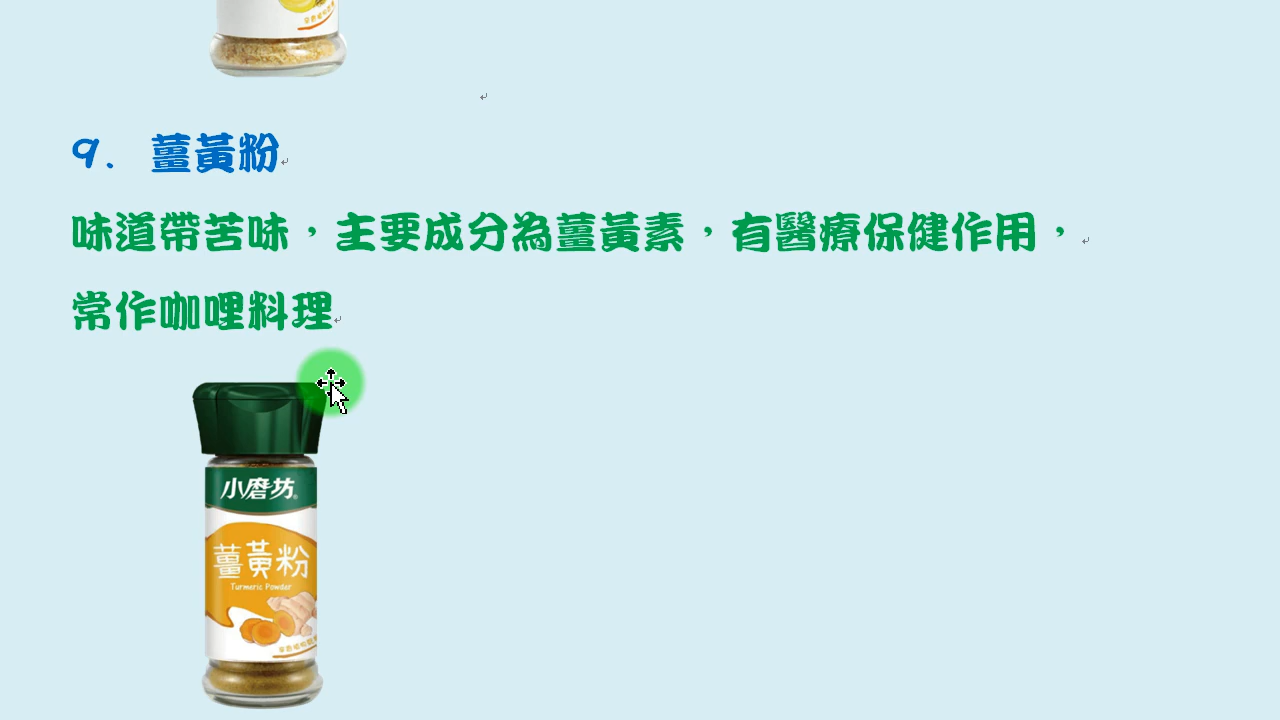 9. 薑黃粉
味道帶苦味，主要成分為薑黃素，有醫療保健作用，
常作咖哩料理
小磨坊
薑黃粉
Turmeric Powder